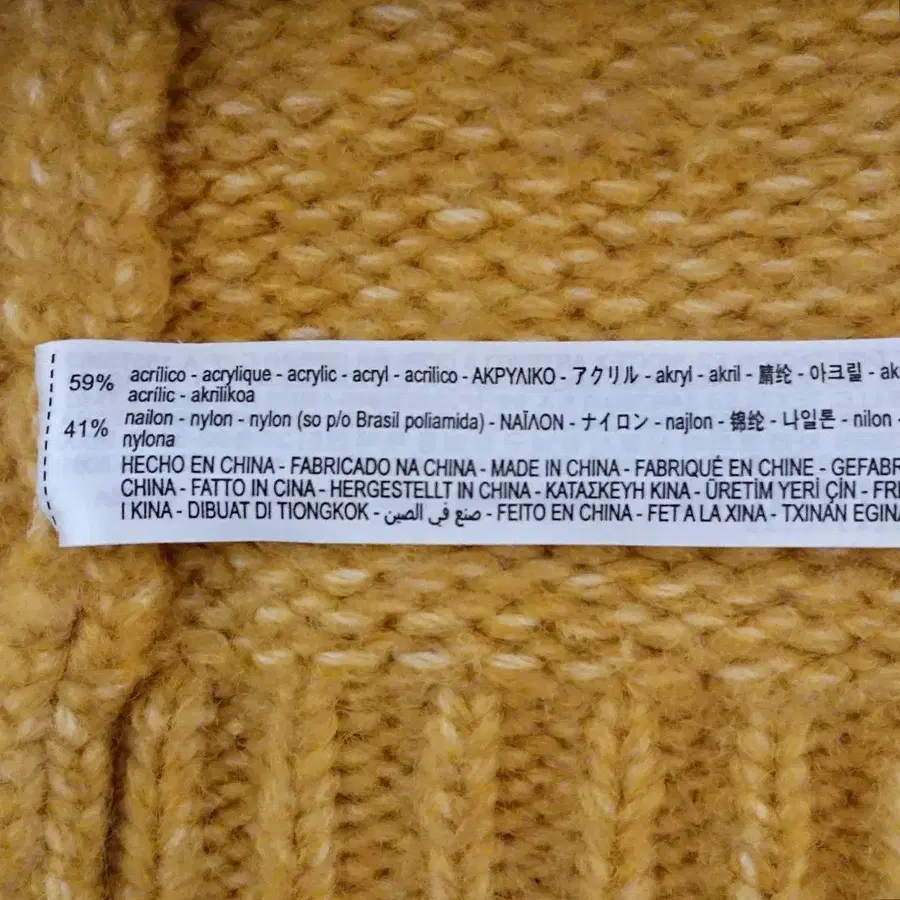 59% acrílico - acrylique - acrylic - acryl - acrilico - ΑΚΡΥΛΙΚΟ - アクリル - akryl - akril - 腈纶 - 아크릴 - ak
acrílic - akrilikoa
41% nailon - nylon - nylon (so p/o Brasil poliamida) - ΝΑΪΛΟΝ - ナイロン - najlon - 锦纶 - 나일론 - nilon -
nylona
HECHO EN CHINA - FABRICADO NA CHINA - MADE IN CHINA - FABRIQUÉ EN CHINE - GEFABR
CHINA - FATTO IN CINA - HERGESTELLT IN CHINA - ΚΑΤΑΣΚΕΥΗ ΚΙΝΑ - ÜRETİM YERİ ÇİN - FR
I KINA - DIBUAT DI TIONGKOK - صنع في الصين - FEITO EN CHINA - FET A LA XINA - TXINAN EGINA